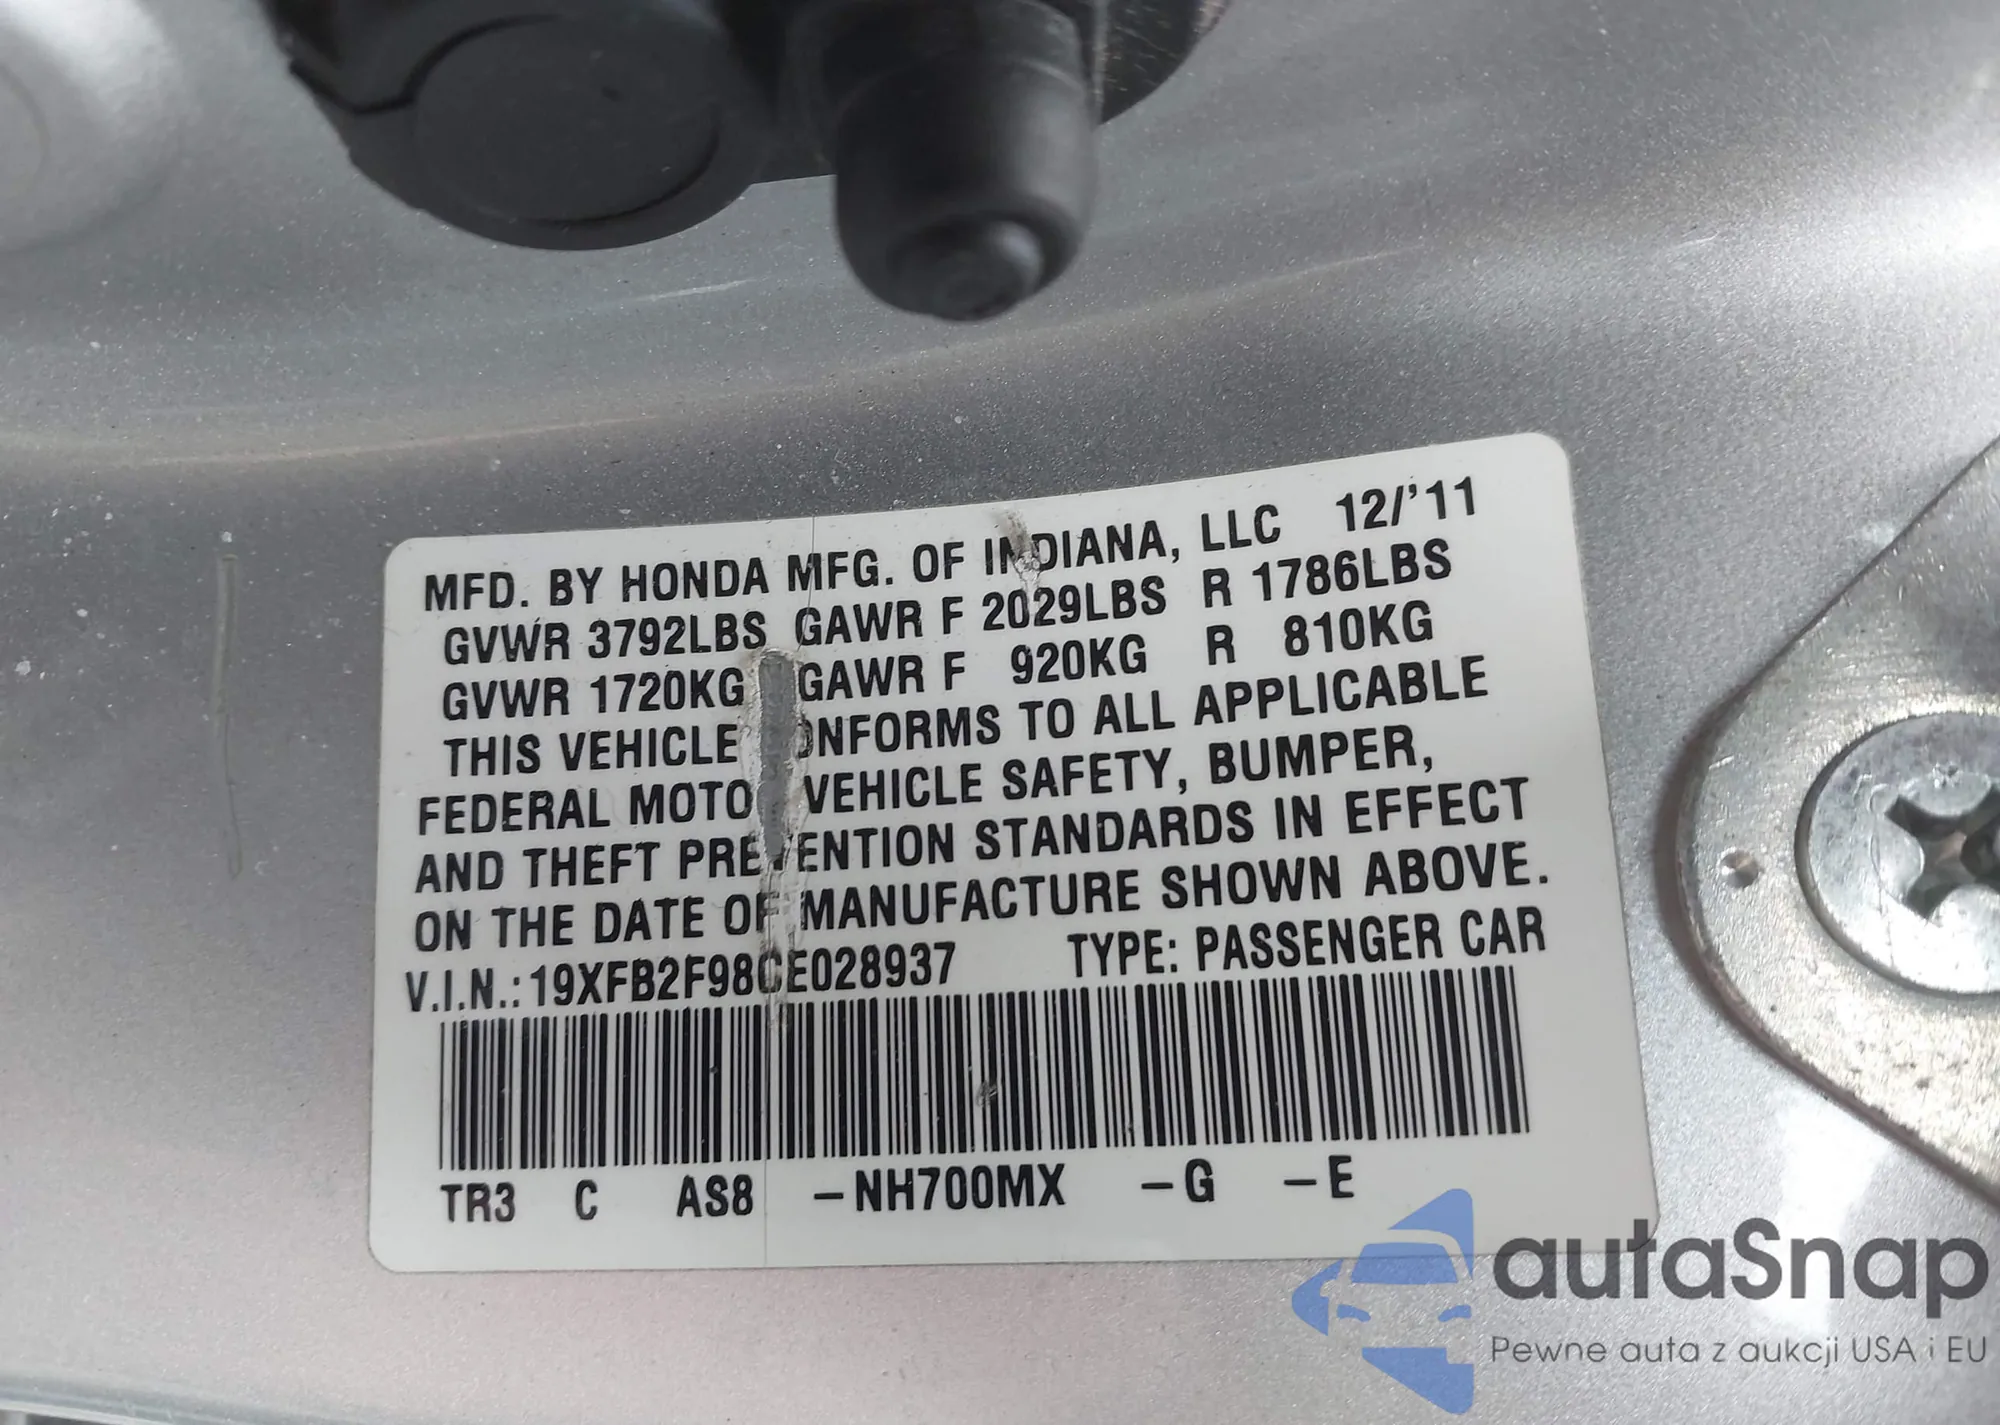 MFD. BY HONDA MFG. OF INDIANA, LLC 12/'11
GVWR 3792LBS GAWR F 2029LBS R 1786LBS
GVWR 1720KG GAWR F 920KG R 810KG
THIS VEHICLE ONFORMS TO ALL APPLICABLE
FEDERAL MOTO VEHICLE SAFETY, BUMPER,
AND THEFT PREVENTION STANDARDS IN EFFECT
ON THE DATE OF MANUFACTURE SHOWN ABOVE.
V.I.N.: 19XFB2F98CE028937 TYPE: PASSENGER CAR
TR3 C AS8 –NH700MX –G –E
autaSnap
Pewne auta z aukcji USA i EU